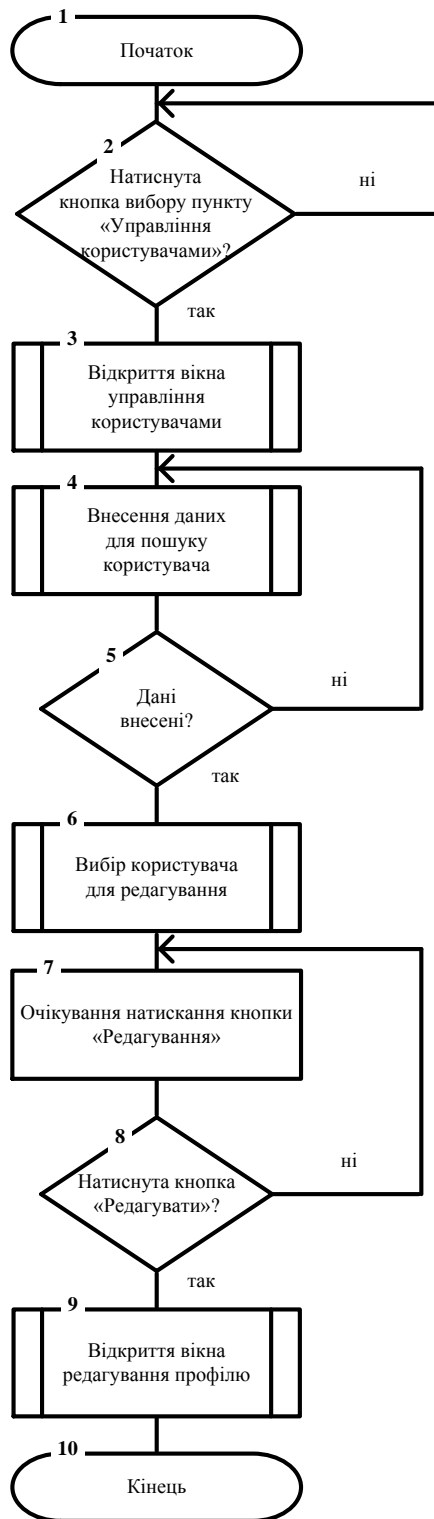 1
Початок
2
Натиснута
кнопка вибору пункту
«Управління
користувачами»?
ні
так
3
Відкриття вікна
управління
користувачами
4
Внесення даних
для пошуку
користувача
5
Дані
внесені?
ні
так
6
Вибір користувача
для редагування
7
Очікування натискання кнопки
«Редагування»
8
Натиснута кнопка
«Редагувати»?
ні
так
9
Відкриття вікна
редагування профілю
10
Кінець